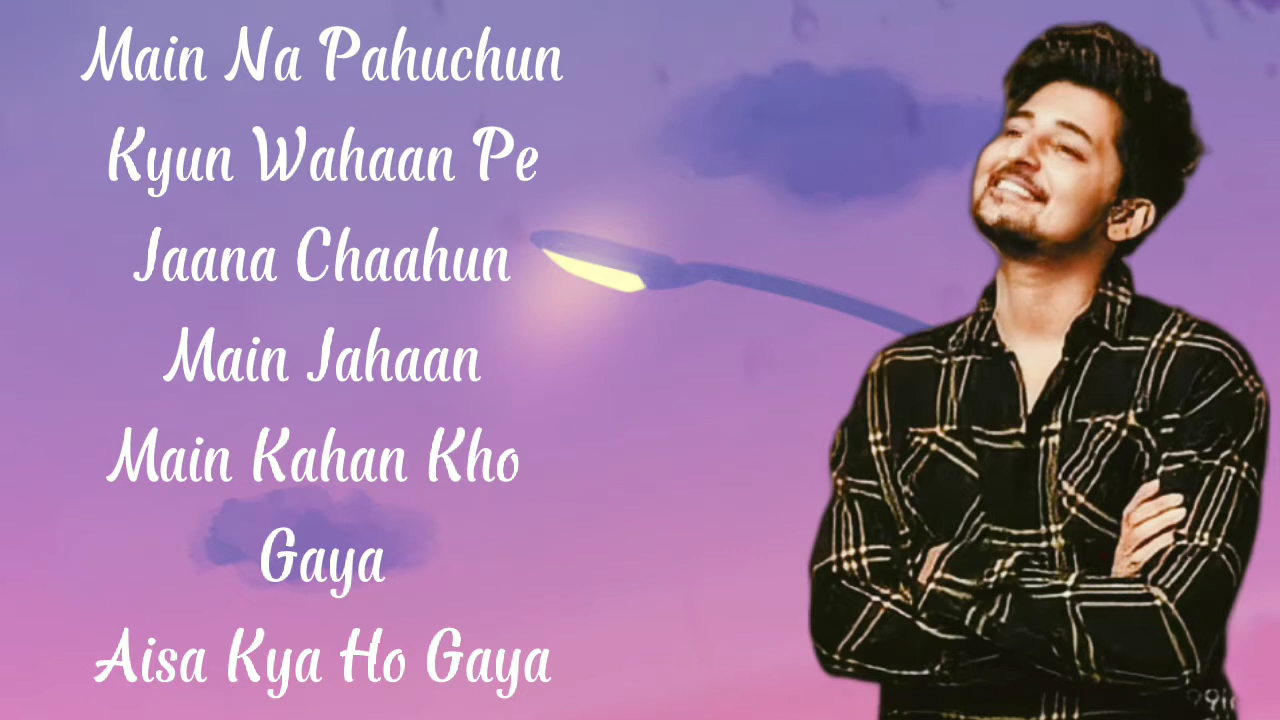 Main Na Pahuchun
Kyun Wahaan Pe
Jaana Chaahun
Main Jahaan
Main Kahan Kho
Gaya
Aisa Kya Ho Gaya